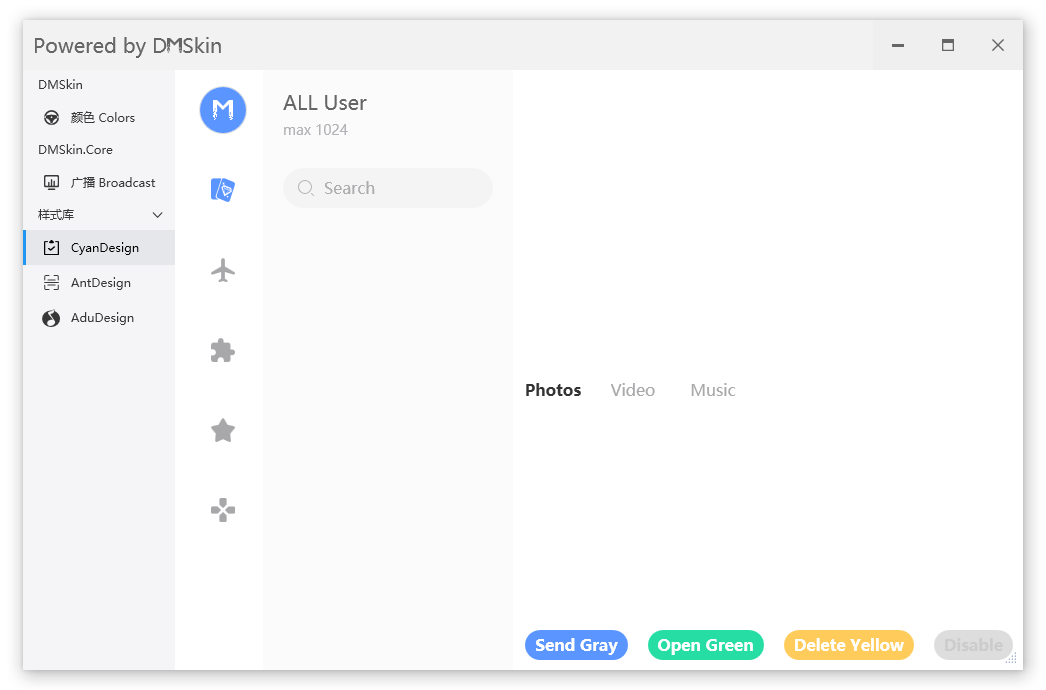 Powered by DMSkin
DMSkin
颜色 Colors
DMSkin.Core
广播 Broadcast
样式库
CyanDesign
AntDesign
AduDesign
M
ALL User
max 1024
Search
Photos Video Music
Send Gray Open Green Delete Yellow Disable